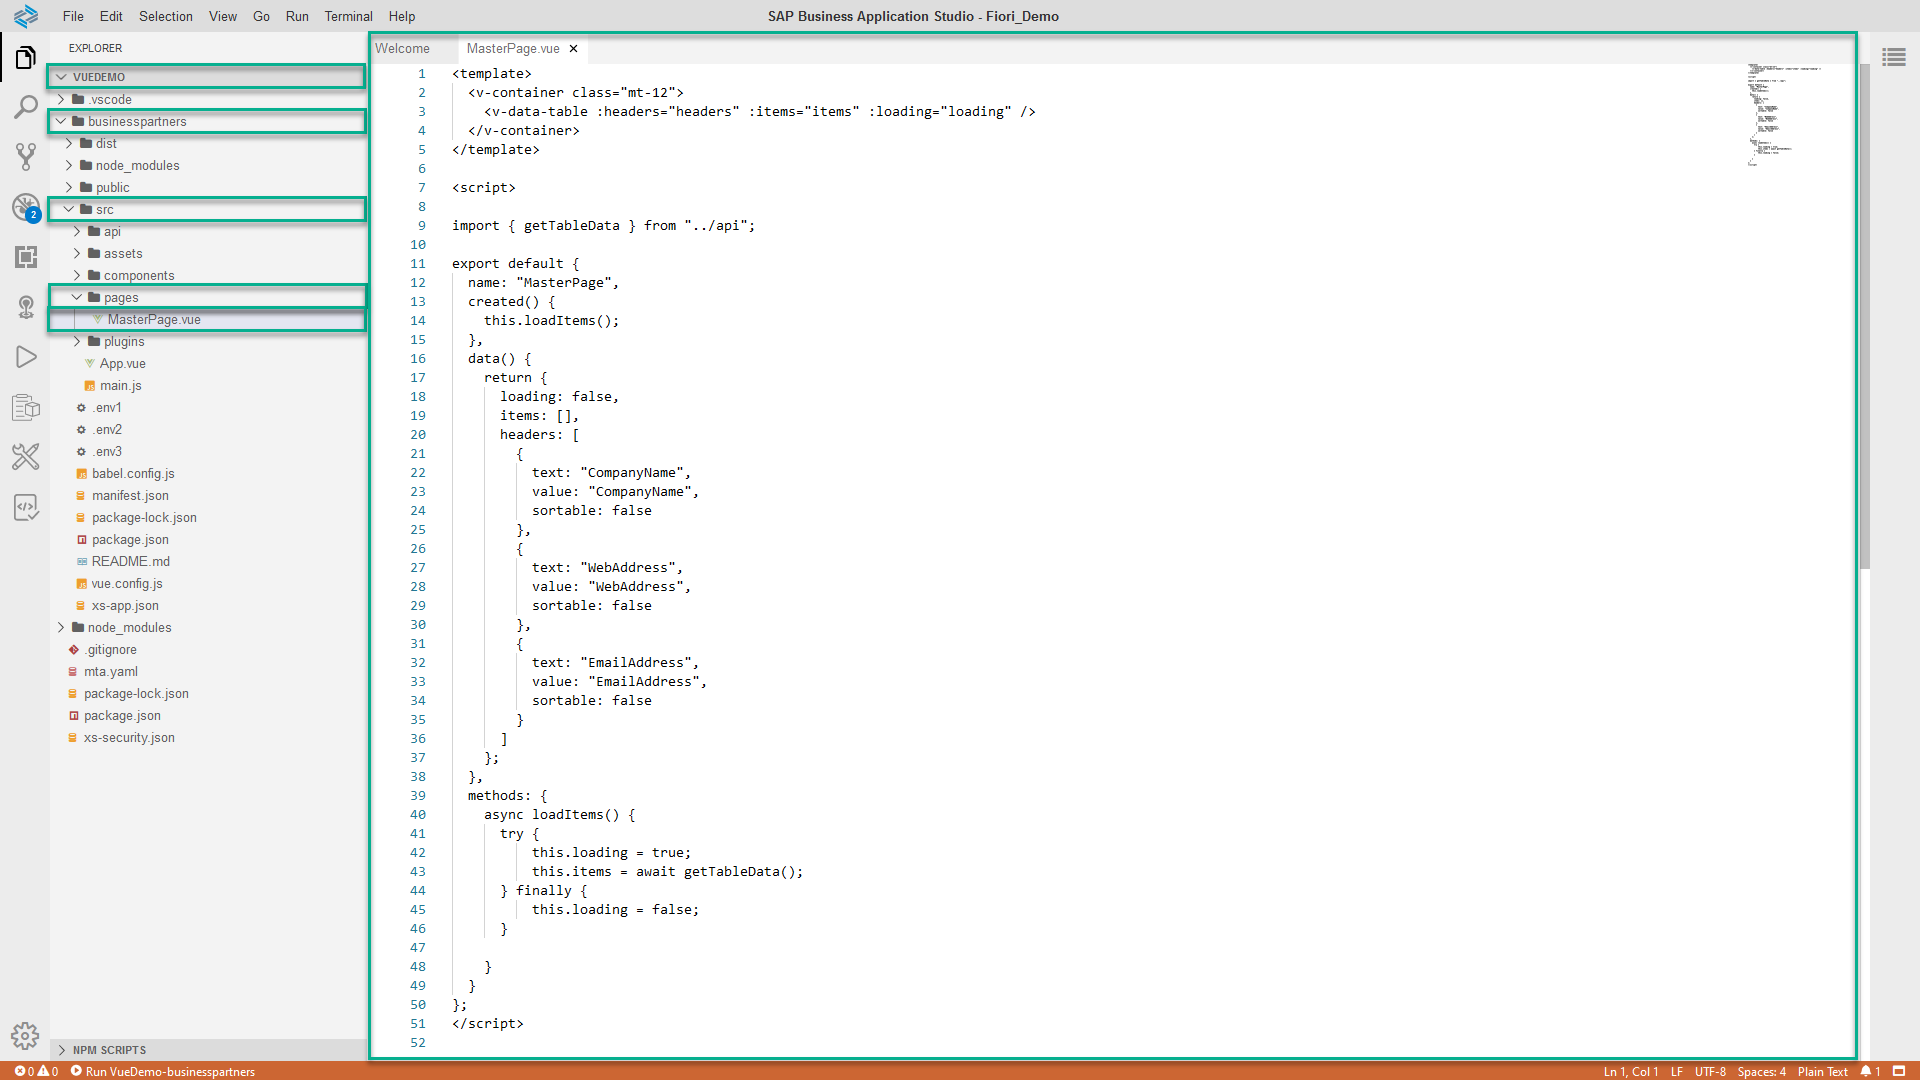 File Edit Selection View Go Run Terminal Help
SAP Business Application Studio - Fiori_Demo
EXPLORER
VUEDEMO
.vscode
businesspartners
dist
node_modules
public
src
api
assets
components
pages
MasterPage.vue
plugins
App.vue
main.js
.env1
.env2
.env3
babel.config.js
manifest.json
package-lock.json
package.json
README.md
vue.config.js
xs-app.json
node_modules
.gitignore
mta.yaml
package-lock.json
package.json
xs-security.json
NPM SCRIPTS
2
Welcome MasterPage.vue
1 <template>
2 <v-container class="mt-12">
3 <v-data-table :headers="headers" :items="items" :loading="loading" />
4 </v-container>
5 </template>
6
7 <script>
8
9 import { getTableData } from "../api";
10
11 export default {
12 name: "MasterPage",
13 created() {
14 this.loadItems();
15 },
16 data() {
17 return {
18 loading: false,
19 items: [],
20 headers: [
21 {
22 text: "CompanyName",
23 value: "CompanyName",
24 sortable: false
25 },
26 {
27 text: "WebAddress",
28 value: "WebAddress",
29 sortable: false
30 },
31 {
32 text: "EmailAddress",
33 value: "EmailAddress",
34 sortable: false
35 }
36 ]
37 };
38 },
39 methods: {
40 async loadItems() {
41 try {
42 this.loading = true;
43 this.items = await getTableData();
44 } finally {
45 this.loading = false;
46 }
47
48 }
49 }
50 };
51 </script>
52
0 0 Run VueDemo-businesspartners
Ln 1, Col 1 LF UTF-8 Spaces: 4 Plain Text 1